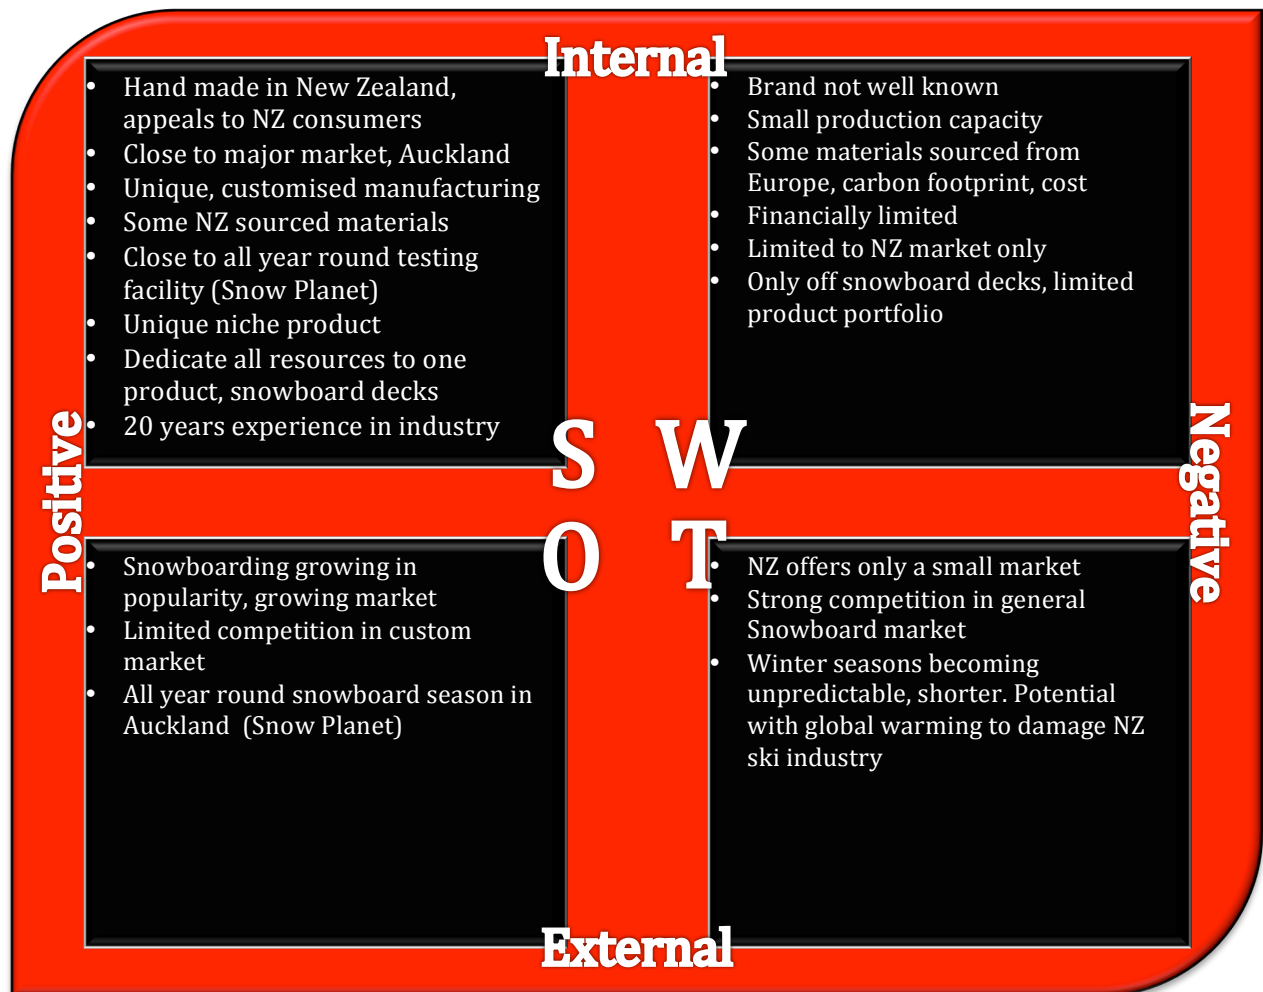 Internal
• Hand made in New Zealand,
appeals to NZ consumers
• Close to major market, Auckland
• Unique, customised manufacturing
• Some NZ sourced materials
• Close to all year round testing
facility (Snow Planet)
• Unique niche product
• Dedicate all resources to one
product, snowboard decks
• 20 years experience in industry
• Brand not well known
• Small production capacity
• Some materials sourced from
Europe, carbon footprint, cost
• Financially limited
• Limited to NZ market only
• Only off snowboard decks, limited
product portfolio
Positive
S W
O T
Negative
• Snowboarding growing in
popularity, growing market
• Limited competition in custom
market
• All year round snowboard season in
Auckland (Snow Planet)
• NZ offers only a small market
• Strong competition in general
Snowboard market
• Winter seasons becoming
unpredictable, shorter. Potential
with global warming to damage NZ
ski industry
External